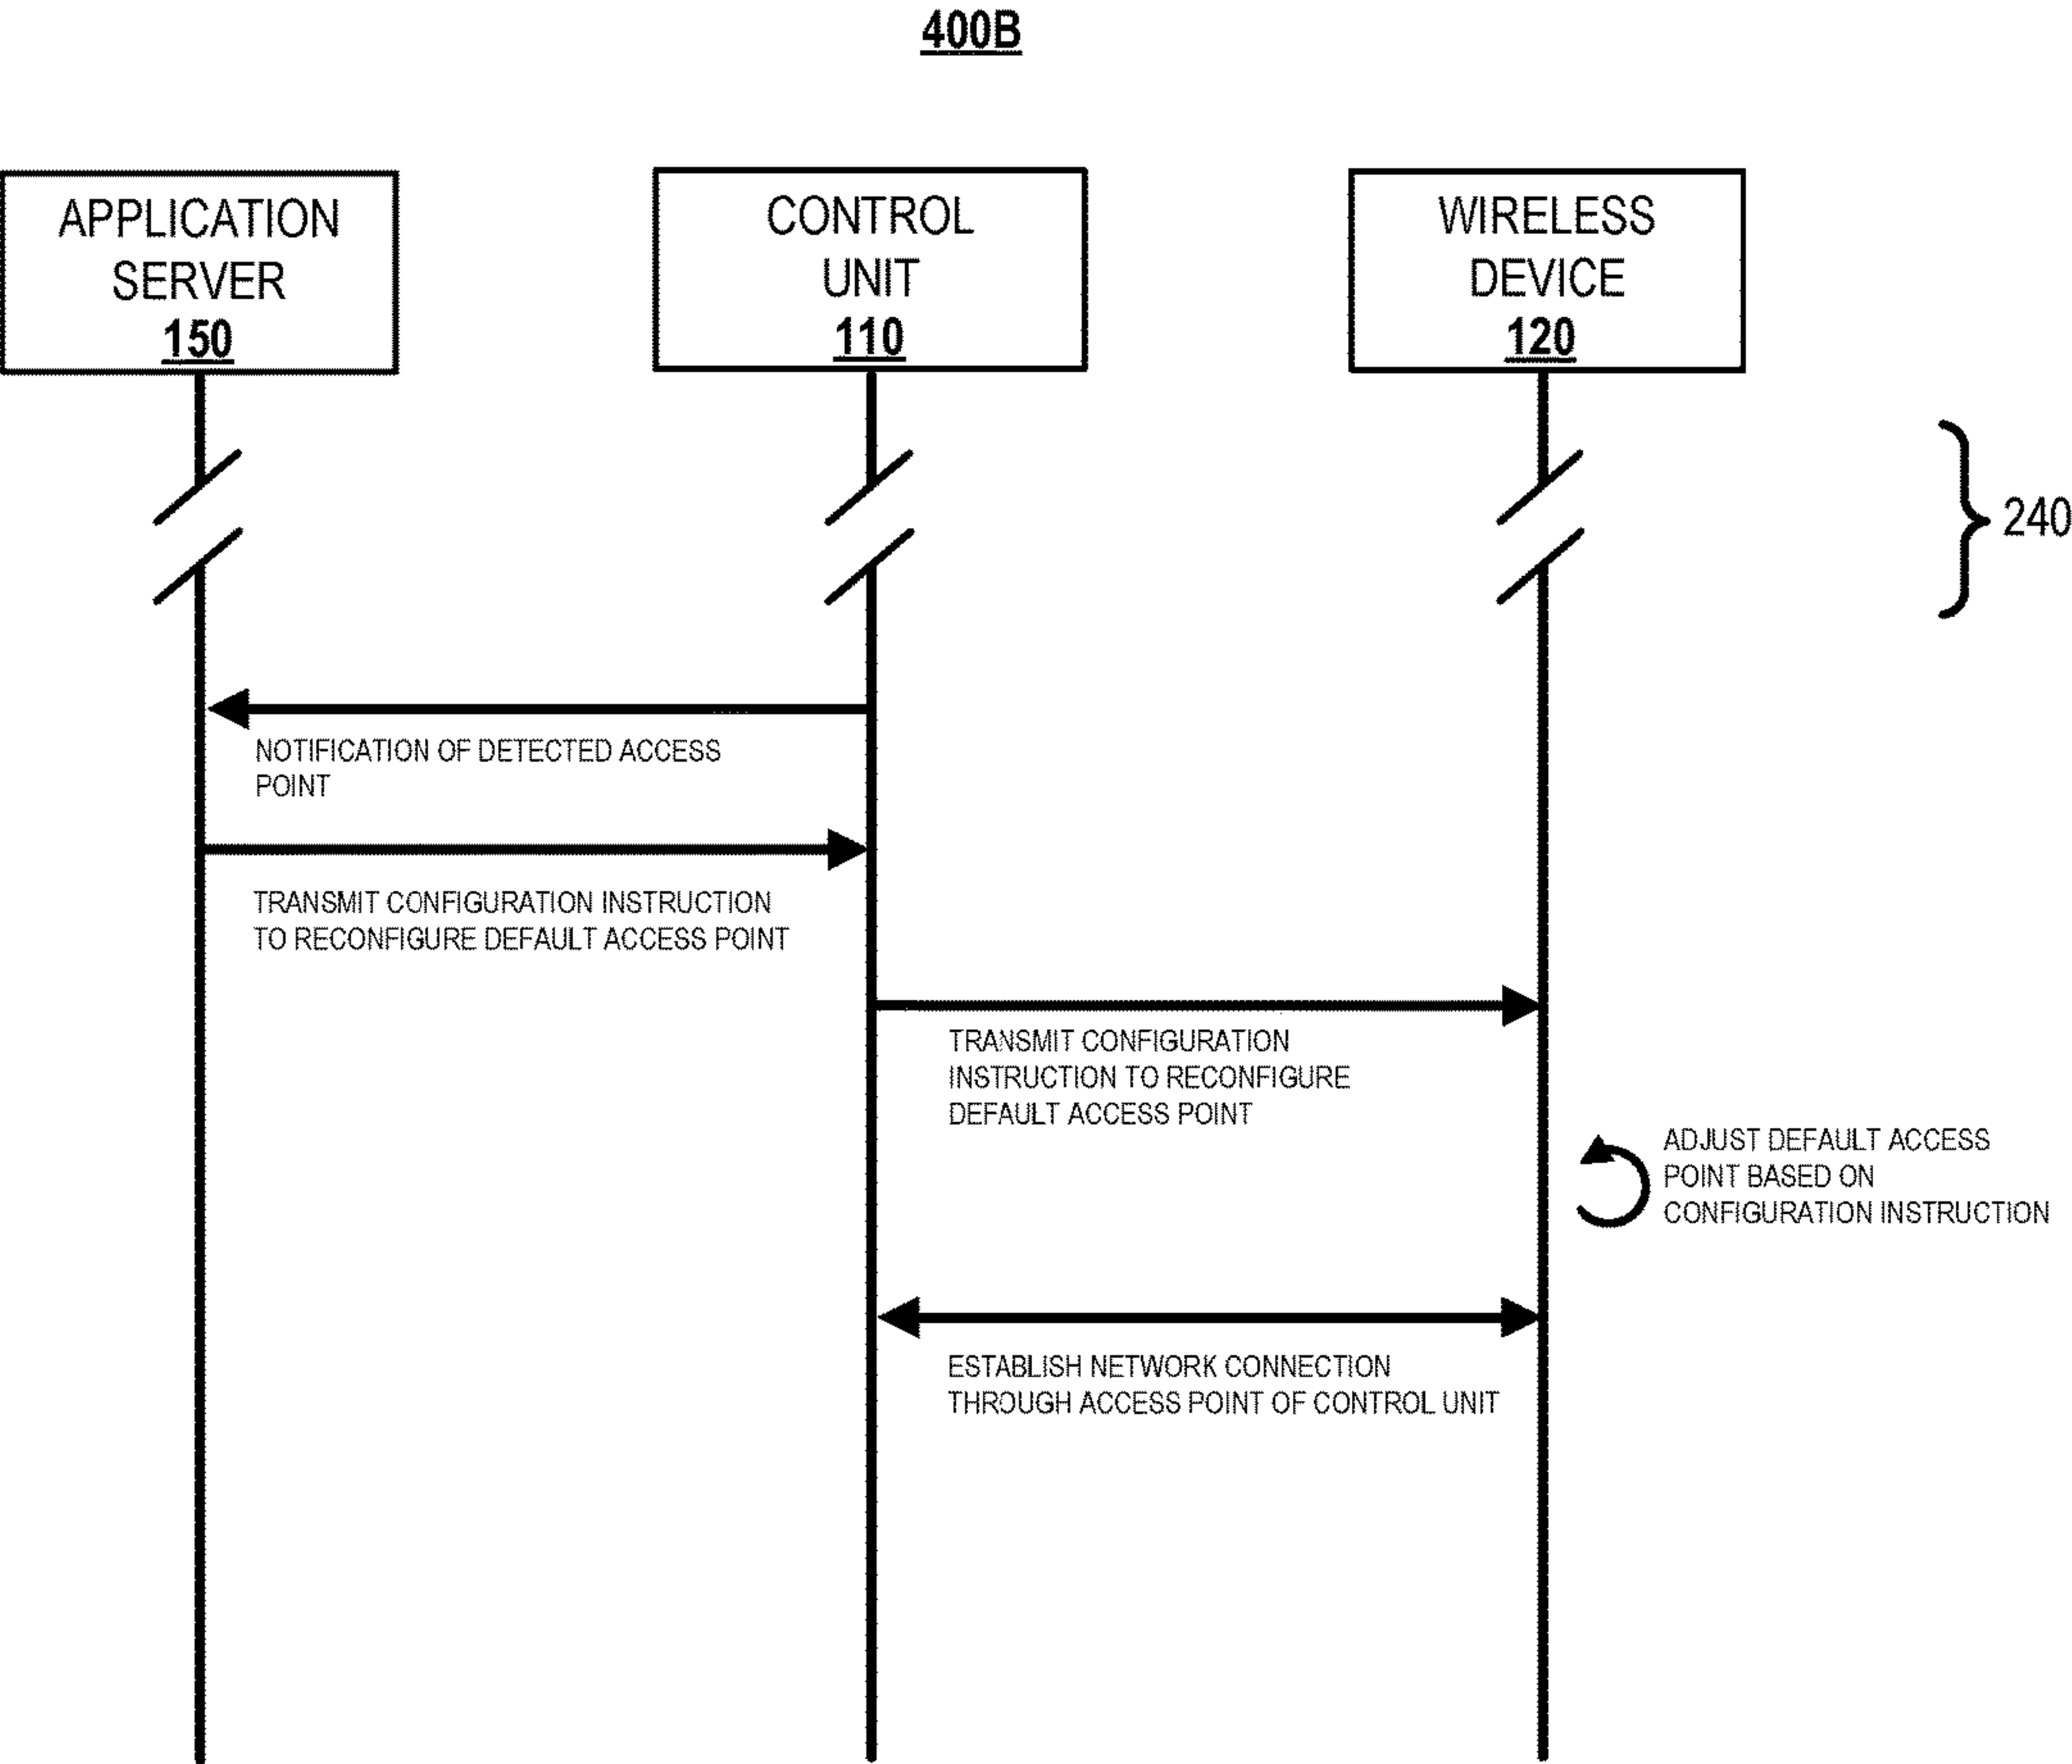 400B
APPLICATION
SERVER
150
CONTROL
UNIT
110
WIRELESS
DEVICE
120
240
NOTIFICATION OF DETECTED ACCESS
POINT
TRANSMIT CONFIGURATION INSTRUCTION
TO RECONFIGURE DEFAULT ACCESS POINT
TRANSMIT CONFIGURATION
INSTRUCTION TO RECONFIGURE
DEFAULT ACCESS POINT
ADJUST DEFAULT ACCESS
POINT BASED ON
CONFIGURATION INSTRUCTION
ESTABLISH NETWORK CONNECTION
THROUGH ACCESS POINT OF CONTROL UNIT